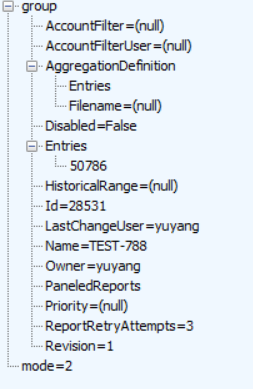 group
AccountFilter=(null)
AccountFilterUser=(null)
AggregationDefinition
Entries
Filename=(null)
Disabled=False
Entries
50786
HistoricalRange=(null)
Id=28531
LastChangeUser=yuyang
Name=TEST-788
Owner=yuyang
PaneledReports
Priority=(null)
ReportRetryAttempts=3
Revision=1
mode=2